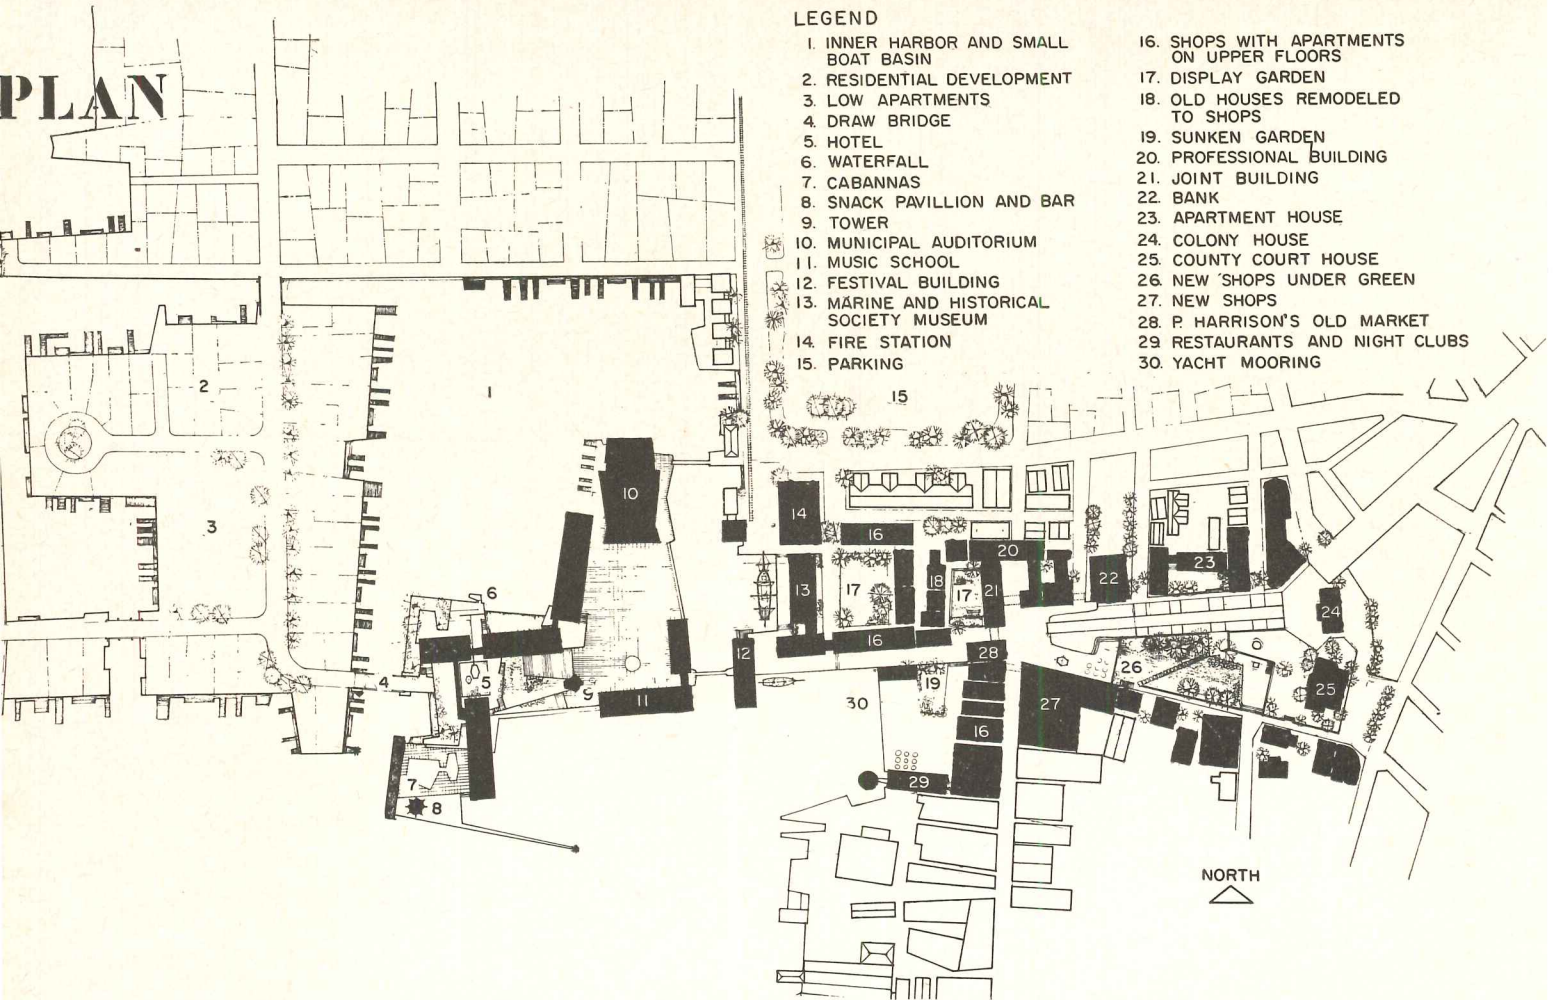 PLAN
LEGEND
1. INNER HARBOR AND SMALL
BOAT BASIN
2. RESIDENTIAL DEVELOPMENT
3. LOW APARTMENTS
4. DRAW BRIDGE
5. HOTEL
6. WATERFALL
7. CABANNAS
8. SNACK PAVILLION AND BAR
9. TOWER
10. MUNICIPAL AUDITORIUM
11. MUSIC SCHOOL
12. FESTIVAL BUILDING
13. MARINE AND HISTORICAL
SOCIETY MUSEUM
14. FIRE STATION
15. PARKING
16. SHOPS WITH APARTMENTS
ON UPPER FLOORS
17. DISPLAY GARDEN
18. OLD HOUSES REMODELED
TO SHOPS
19. SUNKEN GARDEN
20. PROFESSIONAL BUILDING
21. JOINT BUILDING
22. BANK
23. APARTMENT HOUSE
24. COLONY HOUSE
25. COUNTY COURT HOUSE
26. NEW SHOPS UNDER GREEN
27. NEW SHOPS
28. P. HARRISON'S OLD MARKET
29. RESTAURANTS AND NIGHT CLUBS
30. YACHT MOORING
2
1
15
10
3
14
16
20
23
22
6
13
17
18
17
21
24
16
12
28
26
4
5
9
19
25
11
30
27
16
7
29
8
NORTH